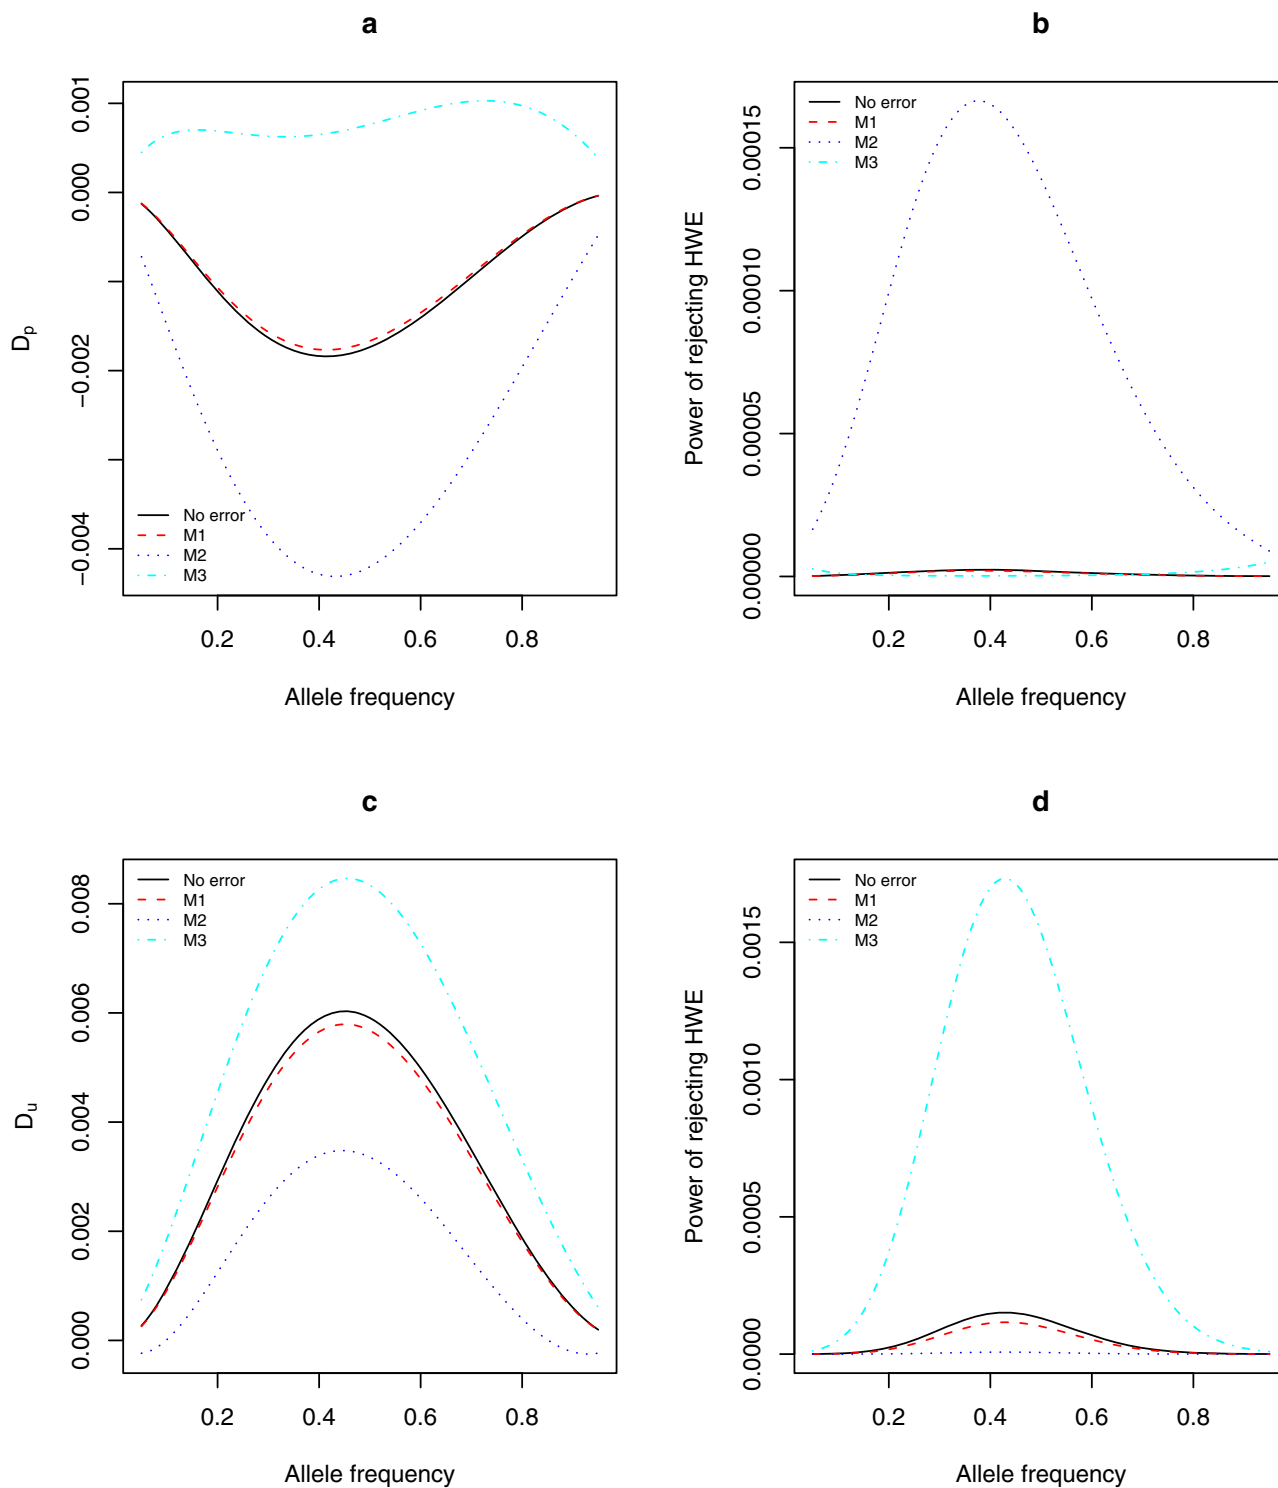 a
D_p
0.001
0.000
−0.002
−0.004
No error
M1
M2
M3
0.2 0.4 0.6 0.8
Allele frequency
b
Power of rejecting HWE
0.00015
0.00010
0.00005
0.00000
No error
M1
M2
M3
0.2 0.4 0.6 0.8
Allele frequency
c
D_u
0.008
0.006
0.004
0.002
0.000
No error
M1
M2
M3
0.2 0.4 0.6 0.8
Allele frequency
d
Power of rejecting HWE
0.0015
0.0010
0.0005
0.0000
No error
M1
M2
M3
0.2 0.4 0.6 0.8
Allele frequency